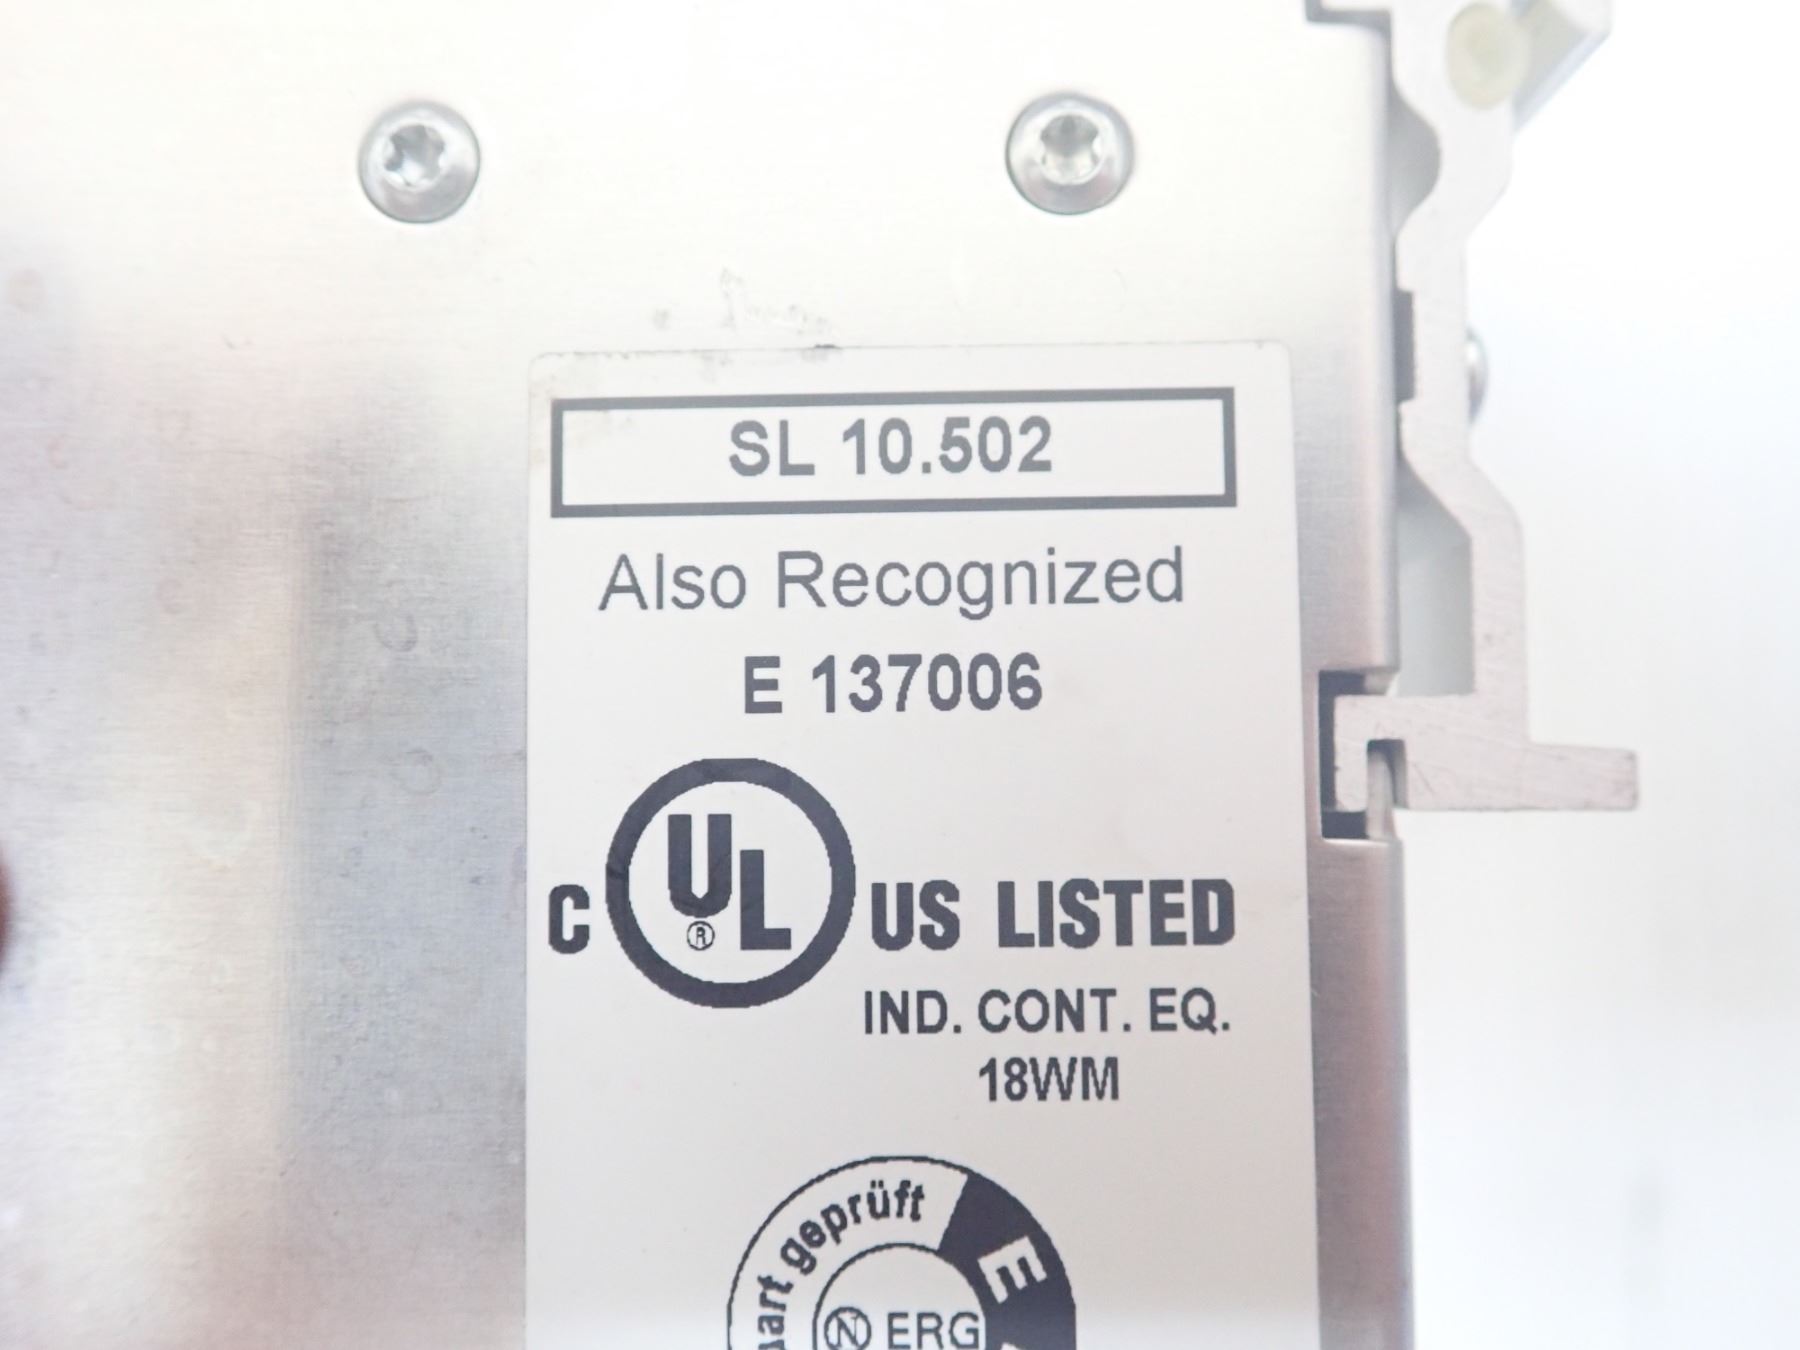 SL 10.502
Also Recognized
E 137006
C UL® US LISTED
IND. CONT. EQ.
18WM
geprüft
N ERG
E